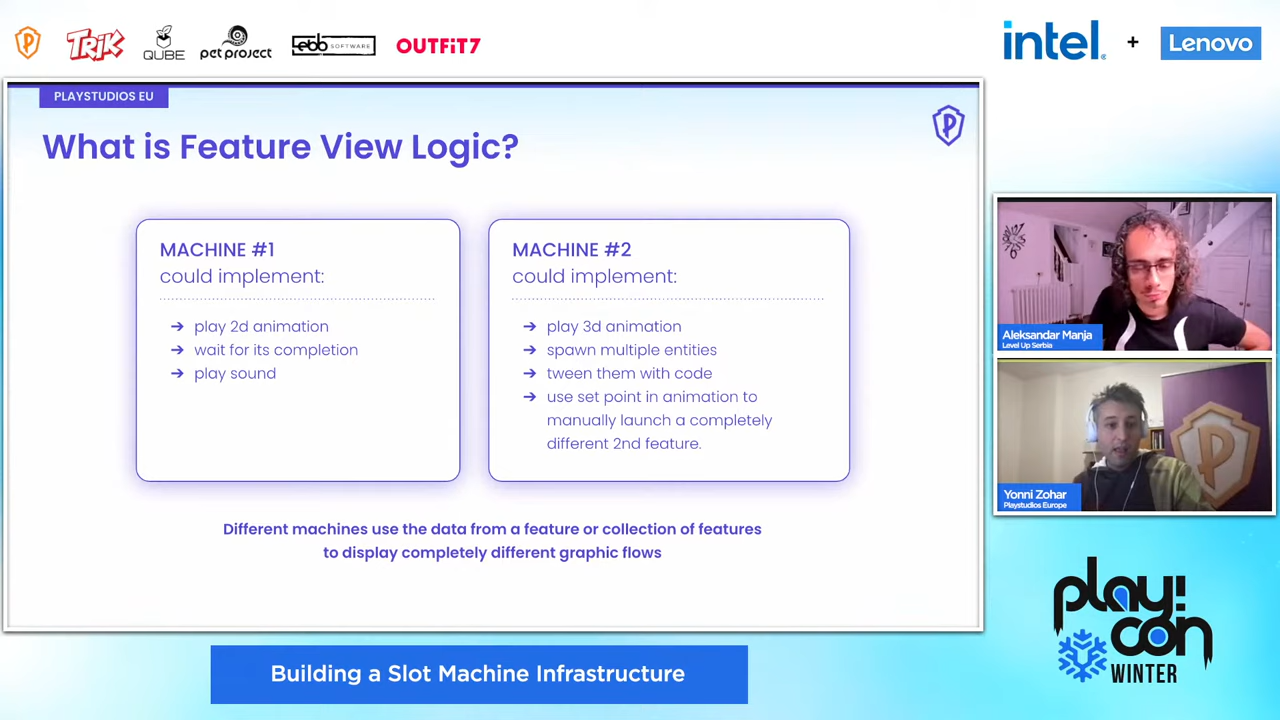 TRIK
QUBE
pet project
Lebb SOFTWARE
OUTFIT7
intel
+
Lenovo
PLAYSTUDIOS EU
P
What is Feature View Logic?
MACHINE #1
could implement:
➔ play 2d animation
➔ wait for its completion
➔ play sound
MACHINE #2
could implement:
➔ play 3d animation
➔ spawn multiple entities
➔ tween them with code
➔ use set point in animation to
manually launch a completely
different 2nd feature.
Different machines use the data from a feature or collection of features
to display completely different graphic flows
Aleksandar Manja
Level Up Serbia
P
Yonni Zohar
Playstudios Europe
play!
con
WINTER
Building a Slot Machine Infrastructure